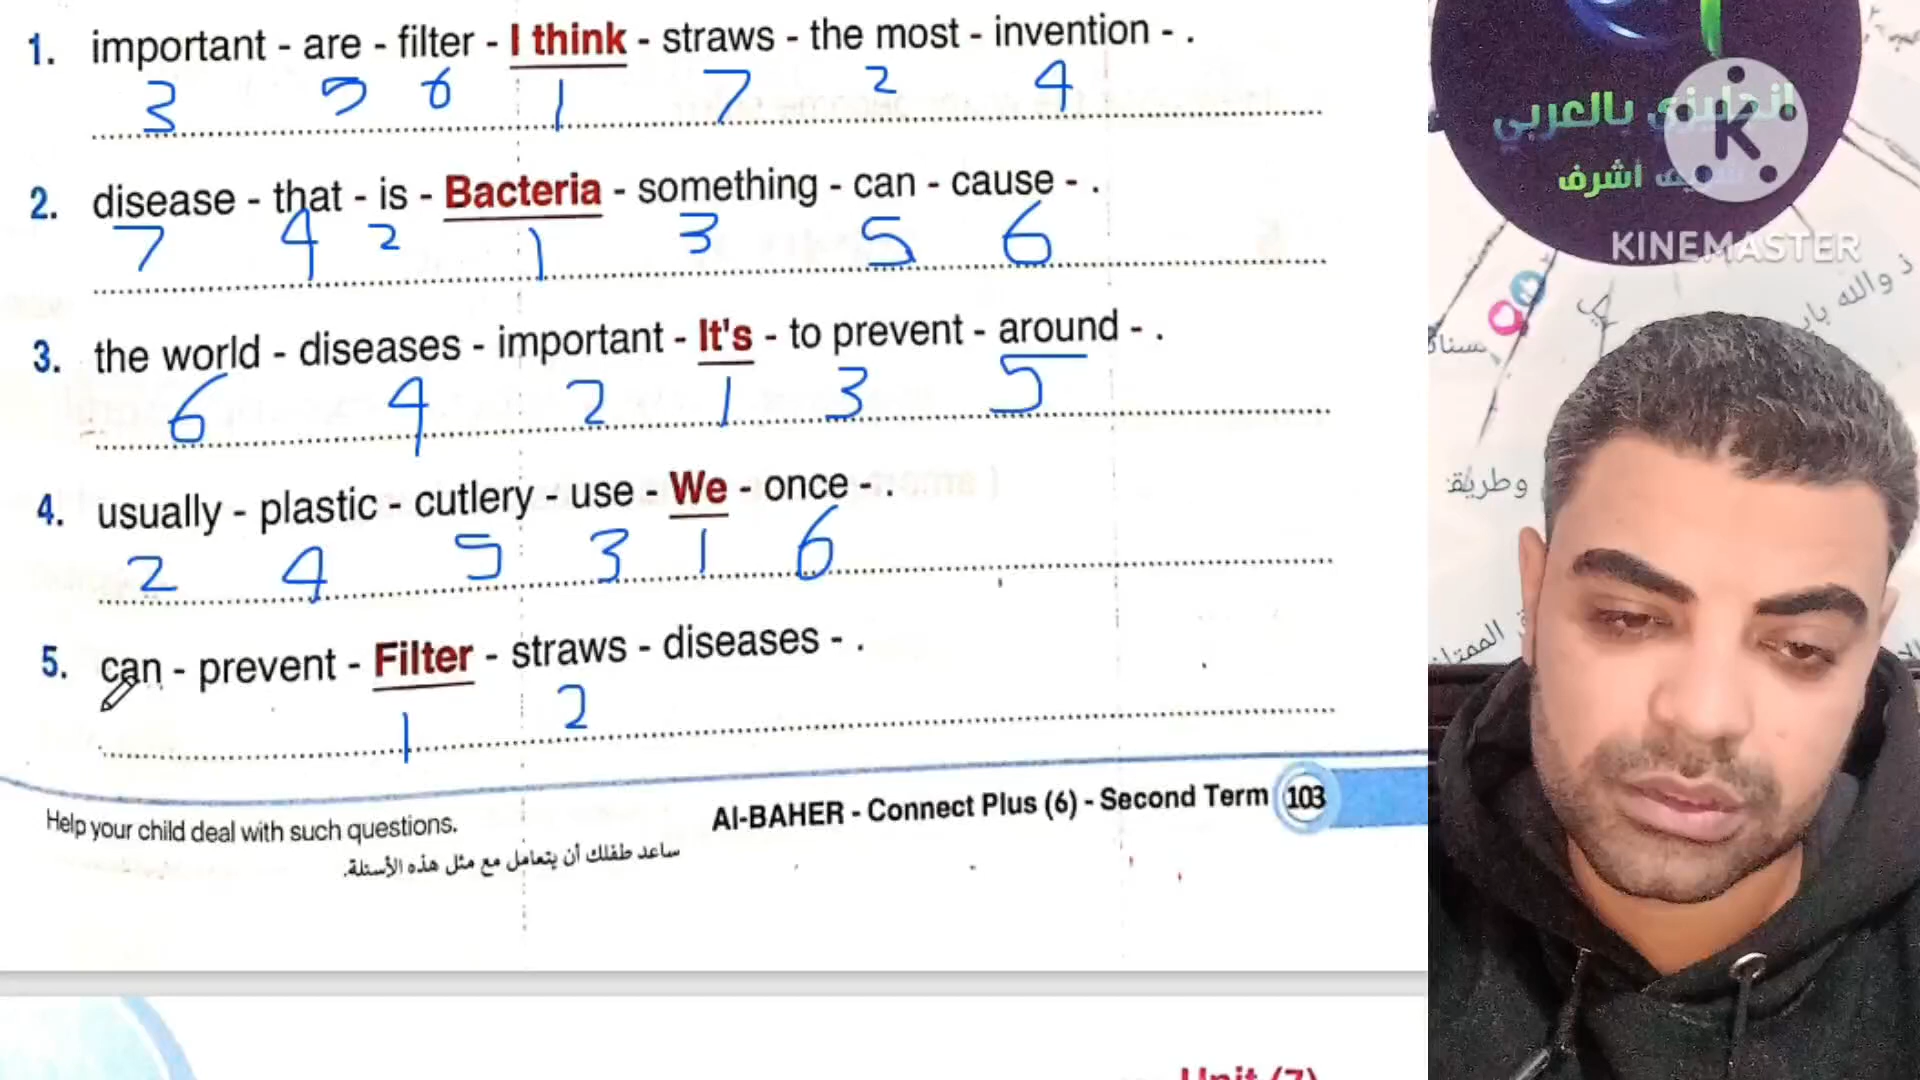 1. important - are - filter - I think - straws - the most - invention - .
3 5 6 1 7 2 4
2. disease - that - is - Bacteria - something - can - cause - .
7 4 2 1 3 5 6
3. the world - diseases - important - It's - to prevent - around - .
6 4 2 1 3 5
4. usually - plastic - cutlery - use - We - once - .
2 4 5 3 1 6
5. can - prevent - Filter - straws - diseases - .
1 2
Help your child deal with such questions.
ساعد طفلك أن يتعامل مع مثل هذه الأسئلة.
Al-BAHER - Connect Plus (6) - Second Term 103
Unit (7)
انجليزي بالعربي
أشرف
K
KINEMASTER
ذ والله
وطريقة